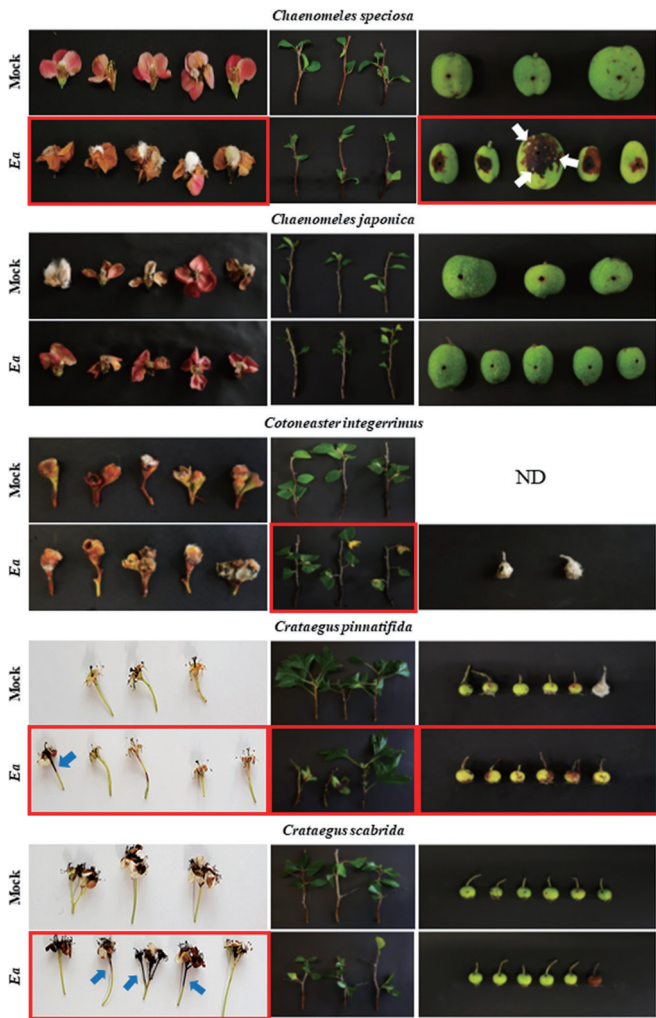 Chaenomeles speciosa
Mock
Ea
Chaenomeles japonica
Mock
Ea
Cotoneaster integerrimus
Mock
ND
Ea
Crataegus pinnatifida
Mock
Ea
Crataegus scabrida
Mock
Ea